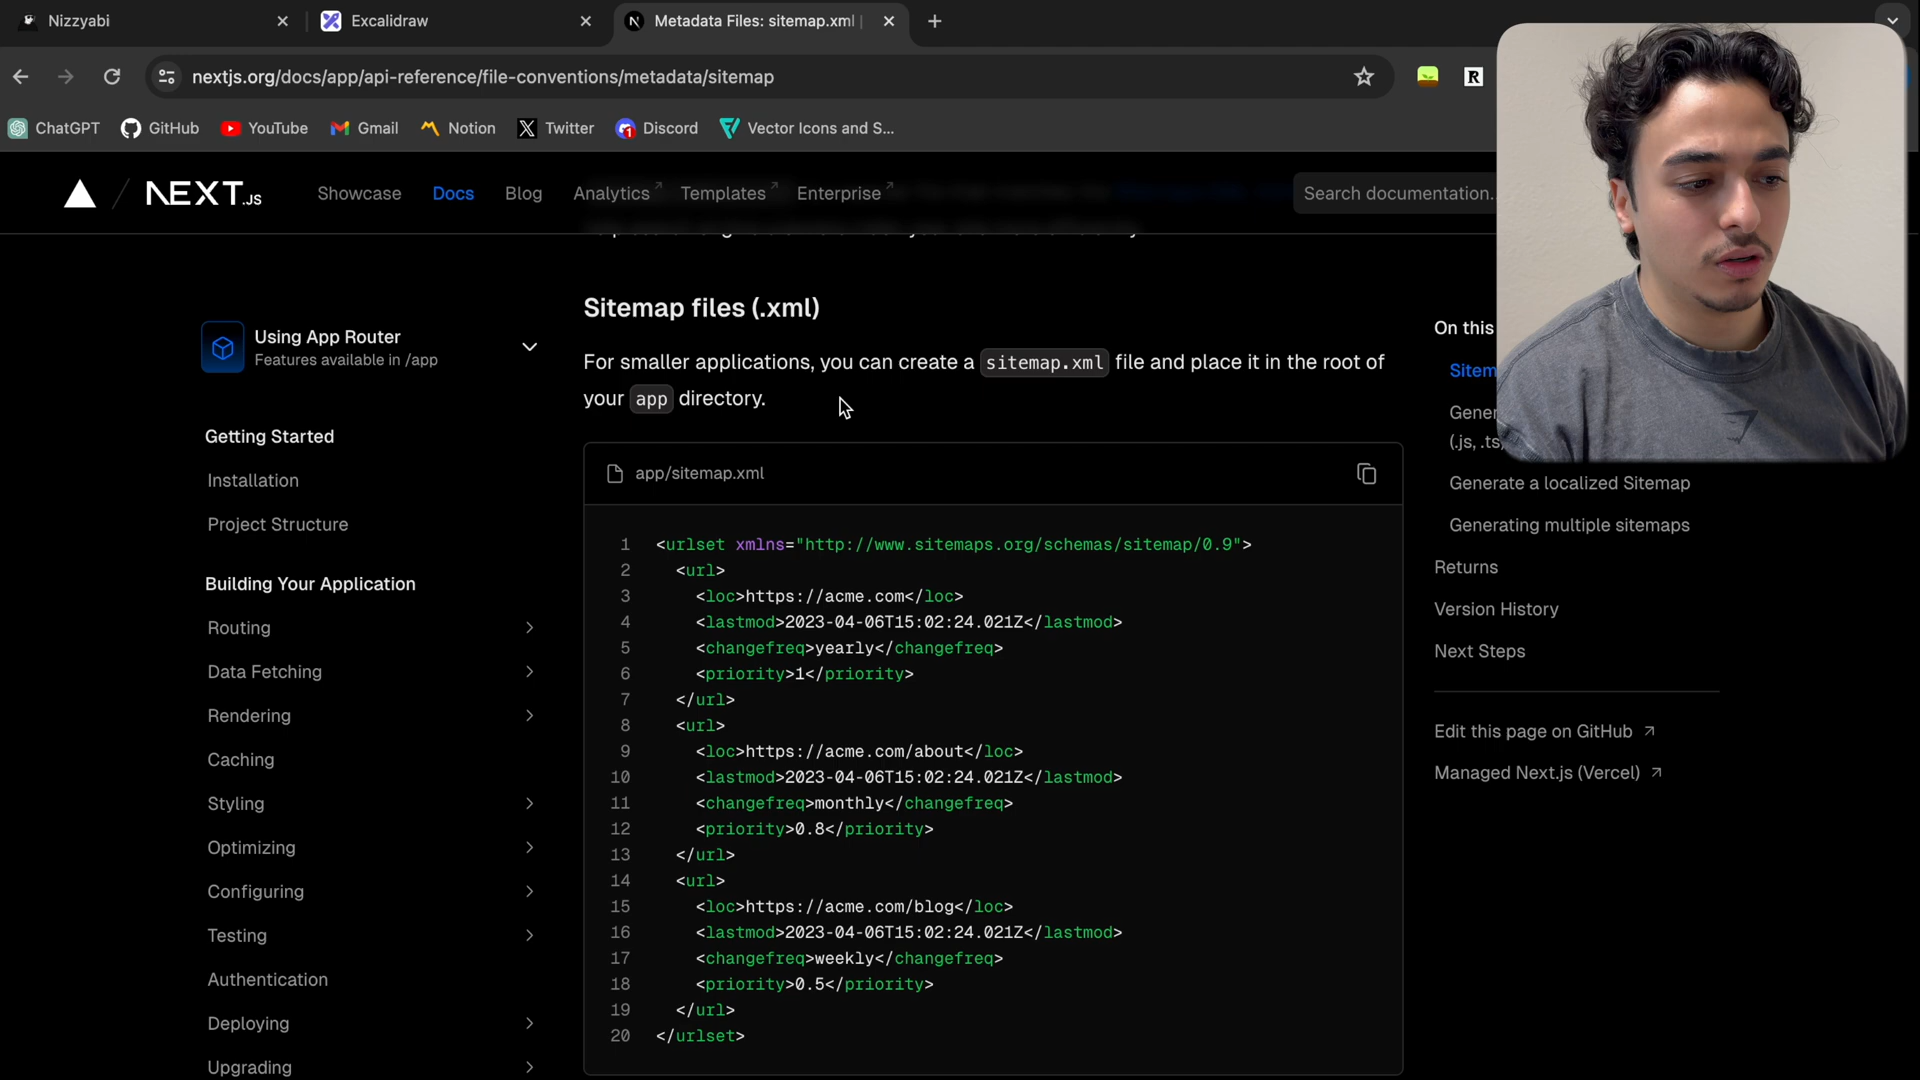 Nizzyabi
Excalidraw
Metadata Files: sitemap.xml |
nextjs.org/docs/app/api-reference/file-conventions/metadata/sitemap
ChatGPT
GitHub
YouTube
Gmail
Notion
Twitter
Discord
Vector Icons and S...
NEXT.JS
Showcase
Docs
Blog
Analytics
Templates
Enterprise
Search documentation.
Using App Router
Features available in /app
Getting Started
Installation
Project Structure
Building Your Application
Routing
Data Fetching
Rendering
Caching
Styling
Optimizing
Configuring
Testing
Authentication
Deploying
Upgrading
Sitemap files (.xml)
For smaller applications, you can create a sitemap.xml file and place it in the root of
your app directory.
app/sitemap.xml
1 <urlset xmlns="http://www.sitemaps.org/schemas/sitemap/0.9">
2 <url>
3 <loc>https://acme.com</loc>
4 <lastmod>2023-04-06T15:02:24.021Z</lastmod>
5 <changefreq>yearly</changefreq>
6 <priority>1</priority>
7 </url>
8 <url>
9 <loc>https://acme.com/about</loc>
10 <lastmod>2023-04-06T15:02:24.021Z</lastmod>
11 <changefreq>monthly</changefreq>
12 <priority>0.8</priority>
13 </url>
14 <url>
15 <loc>https://acme.com/blog</loc>
16 <lastmod>2023-04-06T15:02:24.021Z</lastmod>
17 <changefreq>weekly</changefreq>
18 <priority>0.5</priority>
19 </url>
20 </urlset>
On this
Sitem
Gener
(.js, .ts
Generate a localized Sitemap
Generating multiple sitemaps
Returns
Version History
Next Steps
Edit this page on GitHub
Managed Next.js (Vercel)